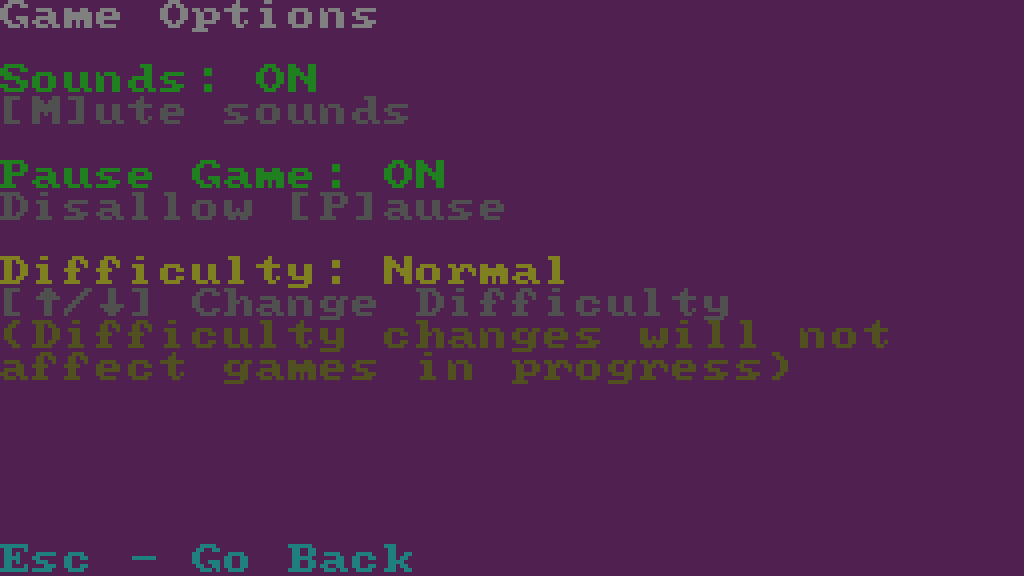 Game Options
Sounds: ON
[M]ute sounds
Pause Game: ON
Disallow [P]ause
Difficulty: Normal
[↑/↓] Change Difficulty
(Difficulty changes will not
affect games in progress)
Esc - Go Back